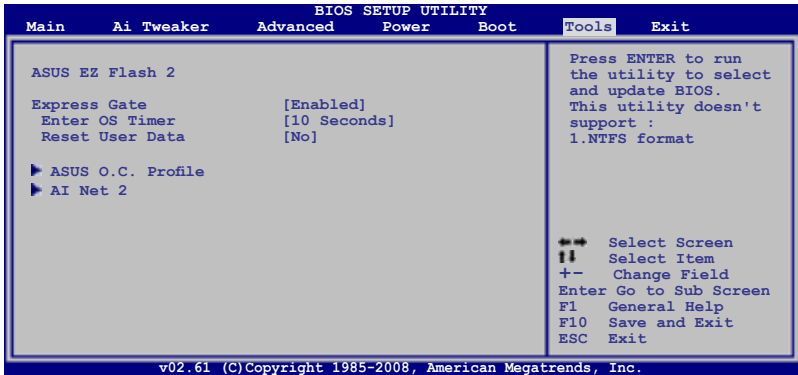 BIOS SETUP UTILITY
Main Ai Tweaker Advanced Power Boot Tools Exit
ASUS EZ Flash 2
Express Gate [Enabled]
Enter OS Timer [10 Seconds]
Reset User Data [No]
ASUS O.C. Profile
AI Net 2
Press ENTER to run
the utility to select
and update BIOS.
This utility doesn't
support :
1.NTFS format
Select Screen
Select Item
+- Change Field
Enter Go to Sub Screen
F1 General Help
F10 Save and Exit
ESC Exit
v02.61 (C)Copyright 1985-2008, American Megatrends, Inc.